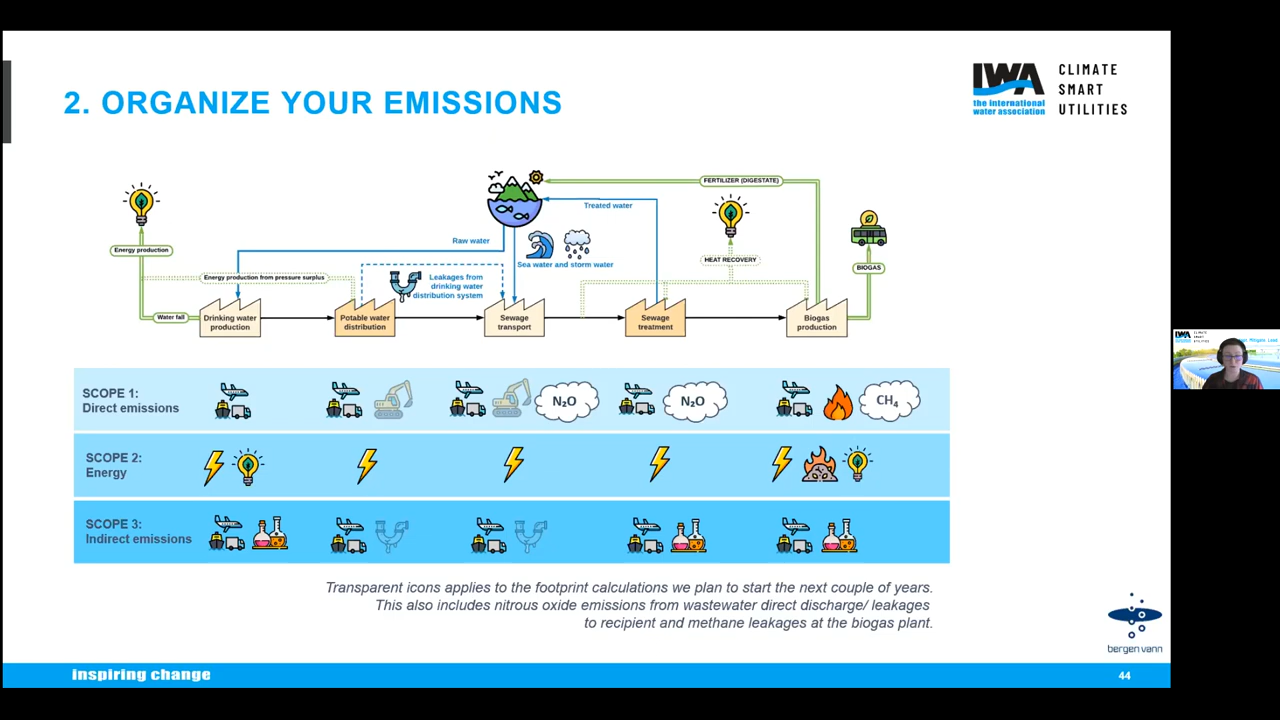 2. ORGANIZE YOUR EMISSIONS
IWA
the international
water association
CLIMATE
SMART
UTILITIES
FERTILIZER (DIGESTATE)
Treated water
Raw water
Energy production
Sea water and storm water
HEAT RECOVERY
BIOGAS
Energy production from pressure surplus
Leakages from
drinking water
distribution system
Water fall
Drinking water
production
Potable water
distribution
Sewage
transport
Sewage
treatment
Biogas
production
SCOPE 1:
Direct emissions
N₂O
N₂O
CH₄
SCOPE 2:
Energy
SCOPE 3:
Indirect emissions
Transparent icons applies to the footprint calculations we plan to start the next couple of years.
This also includes nitrous oxide emissions from wastewater direct discharge/ leakages
to recipient and methane leakages at the biogas plant.
bergen vann
inspiring change
44
IWA
CLIMATE
SMART
UTILITIES